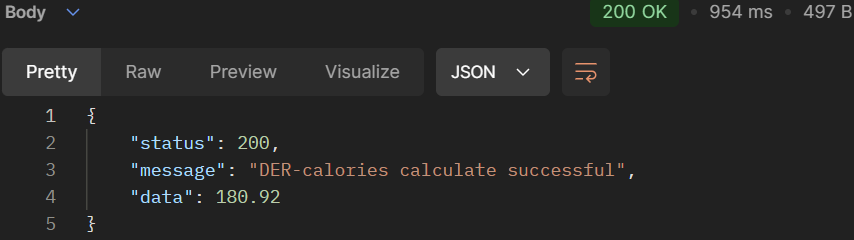 Body 200 OK 954 ms 497 B
Pretty Raw Preview Visualize JSON
1 {
2 "status": 200,
3 "message": "DER-calories calculate successful",
4 "data": 180.92
5 }